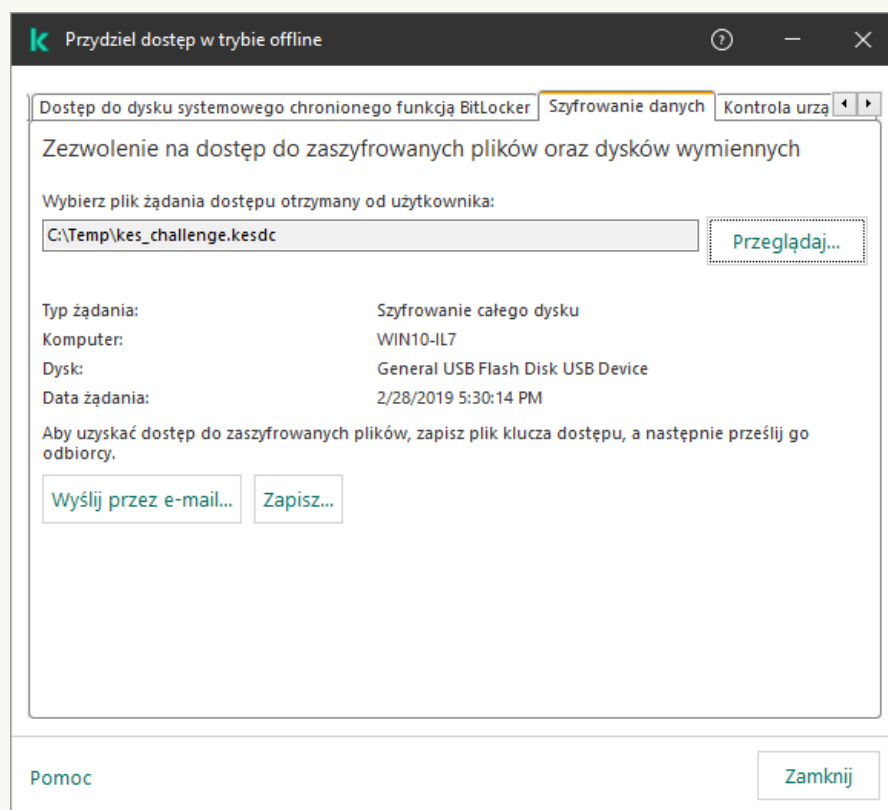 Przydziel dostęp w trybie offline
Dostęp do dysku systemowego chronionego funkcją BitLocker Szyfrowanie danych Kontrola urzą
Zezwolenie na dostęp do zaszyfrowanych plików oraz dysków wymiennych
Wybierz plik żądania dostępu otrzymany od użytkownika:
C:\Temp\kes_challenge.kesdc Przeglądaj...
Typ żądania: Szyfrowanie całego dysku
Komputer: WIN10-IL7
Dysk: General USB Flash Disk USB Device
Data żądania: 2/28/2019 5:30:14 PM
Aby uzyskać dostęp do zaszyfrowanych plików, zapisz plik klucza dostępu, a następnie prześlij go
odbiorcy.
Wyślij przez e-mail... Zapisz...
Pomoc Zamknij